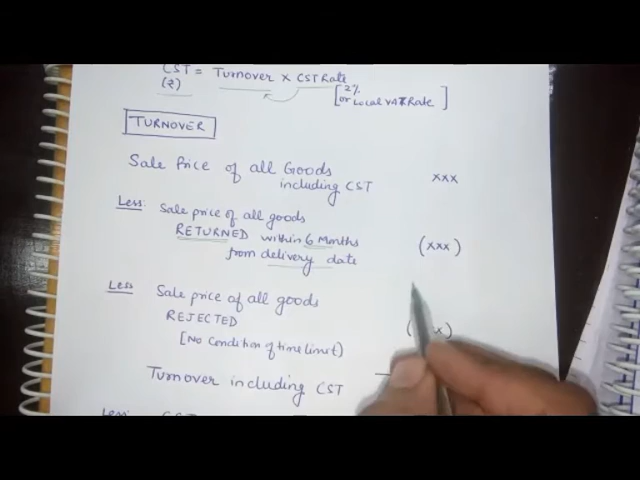 CST = Turnover x CST Rate
(₹) [2%
or Local VAT Rate]
TURNOVER
Sale Price of all Goods
including CST xxx
Less: Sale price of all goods
RETURNED within 6 Months (xxx)
from delivery date
Less Sale price of all goods
REJECTED ( x)
[No Condition of time limit)
Turnover including CST
Less: